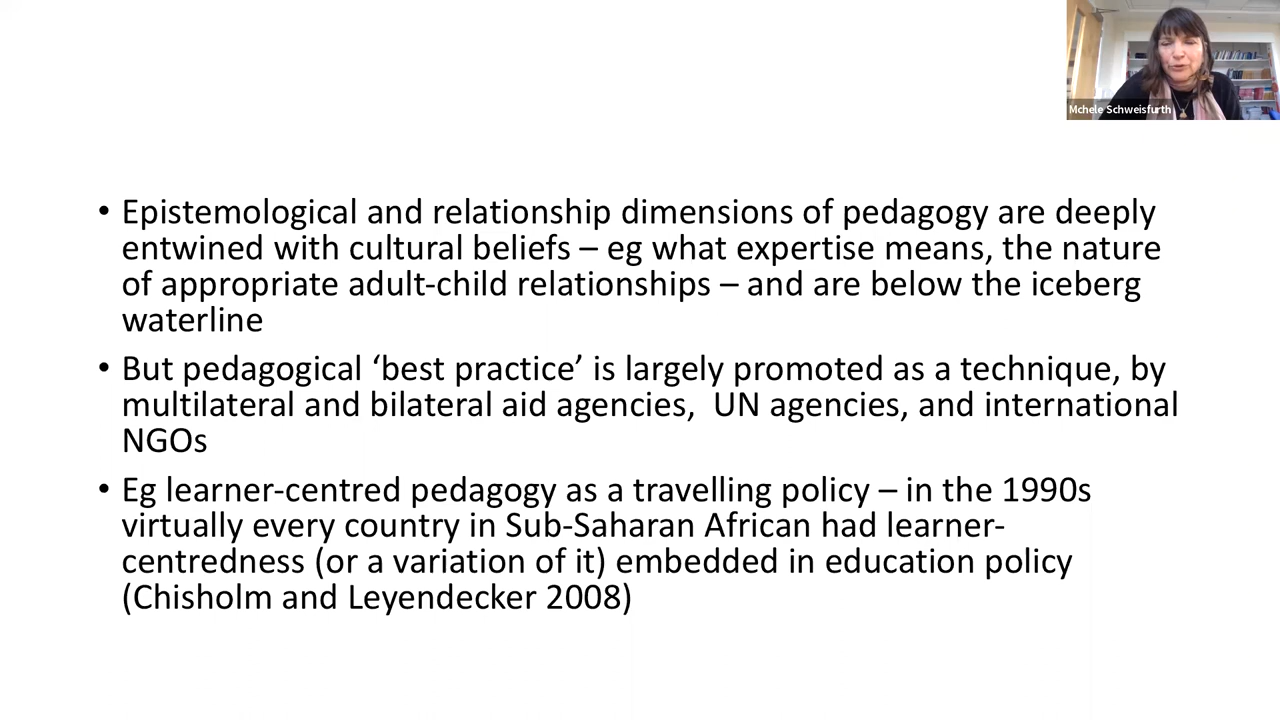 Mchele Schweisfurth
• Epistemological and relationship dimensions of pedagogy are deeply
entwined with cultural beliefs – eg what expertise means, the nature
of appropriate adult-child relationships – and are below the iceberg
waterline
• But pedagogical ‘best practice’ is largely promoted as a technique, by
multilateral and bilateral aid agencies,  UN agencies, and international
NGOs
• Eg learner-centred pedagogy as a travelling policy – in the 1990s
virtually every country in Sub-Saharan African had learner-
centredness (or a variation of it) embedded in education policy
(Chisholm and Leyendecker 2008)